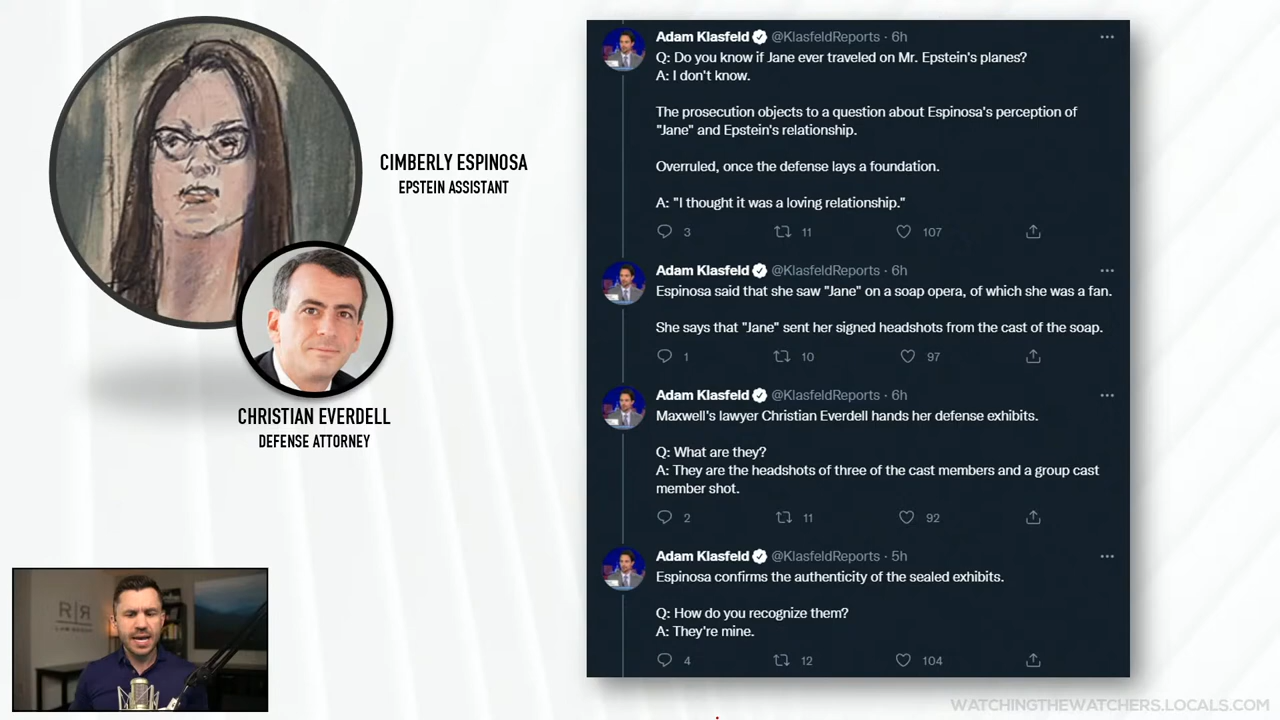 CIMBERLY ESPINOSA
EPSTEIN ASSISTANT
CHRISTIAN EVERDELL
DEFENSE ATTORNEY
Adam Klasfeld @KlasfeldReports · 6h
Q: Do you know if Jane ever traveled on Mr. Epstein's planes?
A: I don't know.
The prosecution objects to a question about Espinosa's perception of
"Jane" and Epstein's relationship.
Overruled, once the defense lays a foundation.
A: "I thought it was a loving relationship."
3 11 107
Adam Klasfeld @KlasfeldReports · 6h
Espinosa said that she saw "Jane" on a soap opera, of which she was a fan.
She says that "Jane" sent her signed headshots from the cast of the soap.
1 10 97
Adam Klasfeld @KlasfeldReports · 6h
Maxwell's lawyer Christian Everdell hands her defense exhibits.
Q: What are they?
A: They are the headshots of three of the cast members and a group cast
member shot.
2 11 92
Adam Klasfeld @KlasfeldReports · 5h
Espinosa confirms the authenticity of the sealed exhibits.
Q: How do you recognize them?
A: They're mine.
4 12 104
R|R
LAW GROUP
WATCHINGTHEWATCHERS.LOCALS.COM